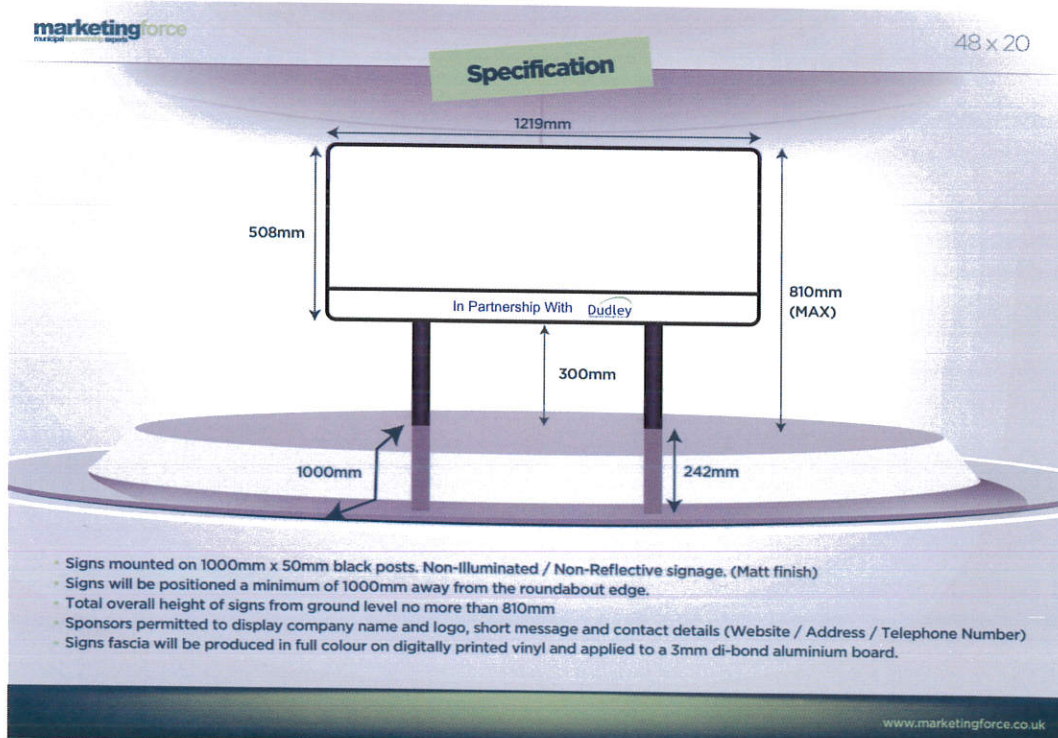 marketingforce
municipal sponsorship experts
48 x 20
Specification
1219mm
508mm
810mm
(MAX)
In Partnership With Dudley
300mm
1000mm
242mm
Signs mounted on 1000mm x 50mm black posts. Non-Illuminated / Non-Reflective signage. (Matt finish)
Signs will be positioned a minimum of 1000mm away from the roundabout edge.
Total overall height of signs from ground level no more than 810mm
Sponsors permitted to display company name and logo, short message and contact details (Website / Address / Telephone Number)
Signs fascia will be produced in full colour on digitally printed vinyl and applied to a 3mm di-bond aluminium board.
www.marketingforce.co.uk